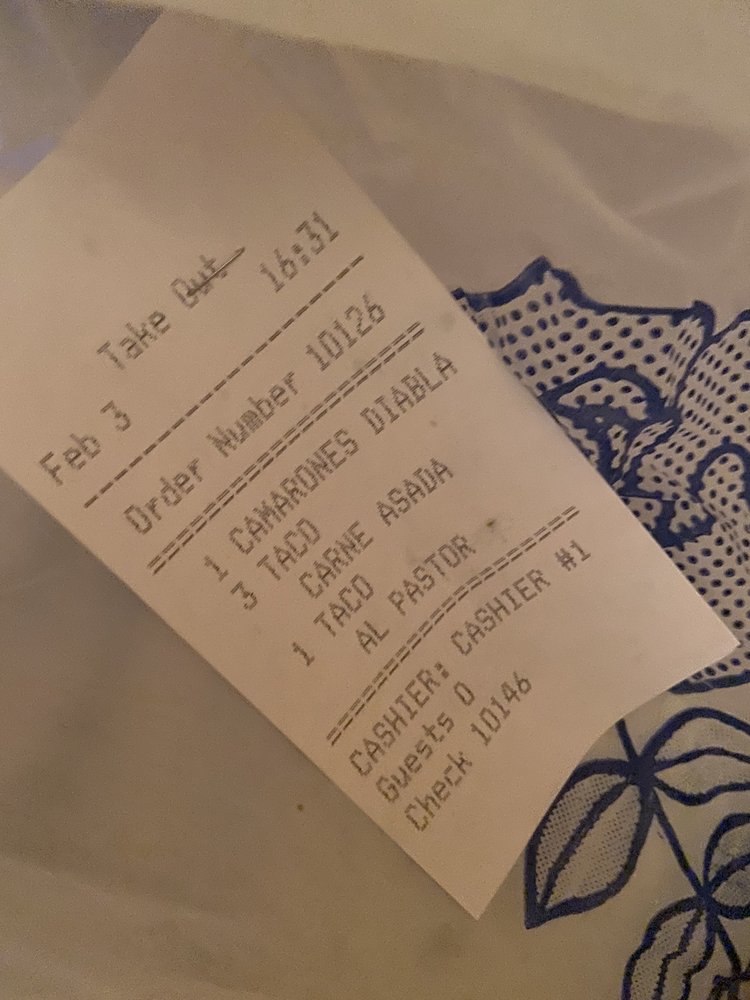 Take Out
Feb 3 16:31
Order Number 10126
1 CAMARONES DIABLA
3 TACO
CARNE ASADA
1 TACO
AL PASTOR
CASHIER: CASHIER #1
Guests 0
Check 10146